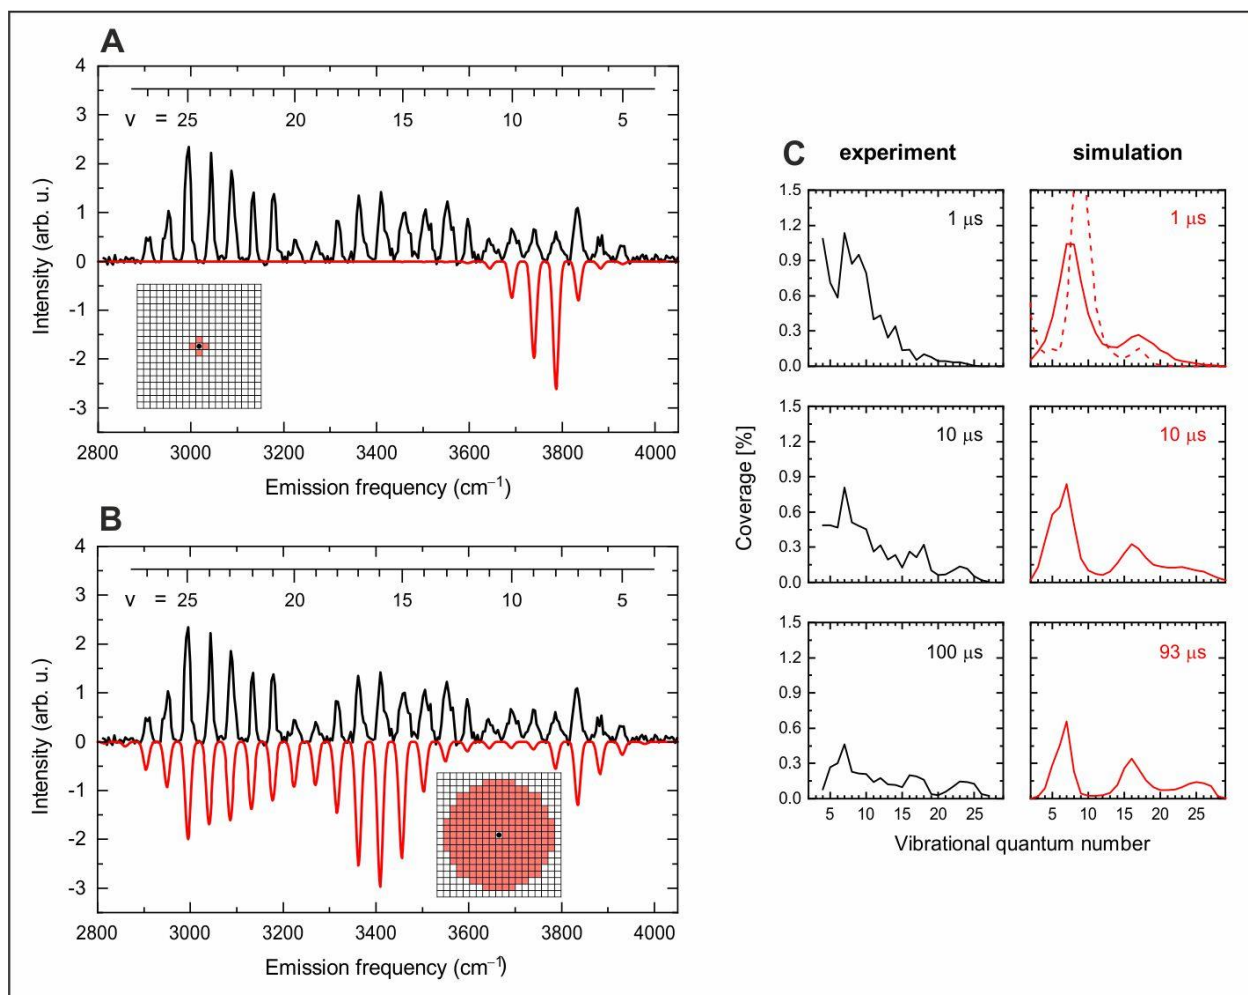 A
4
3
2
1
0
-1
-2
-3
Intensity (arb. u.)
v = 25 20 15 10 5
2800 3000 3200 3400 3600 3800 4000
Emission frequency (cm⁻¹)
B
4
3
2
1
0
-1
-2
-3
Intensity (arb. u.)
v = 25 20 15 10 5
2800 3000 3200 3400 3600 3800 4000
Emission frequency (cm⁻¹)
C
experiment simulation
1.5
1.2
0.9
0.6
0.3
0.0
1 μs 1 μs
1.5
1.2
0.9
0.6
0.3
0.0
10 μs 10 μs
Coverage [%]
1.5
1.2
0.9
0.6
0.3
0.0
100 μs 93 μs
5 10 15 20 25 5 10 15 20 25
Vibrational quantum number